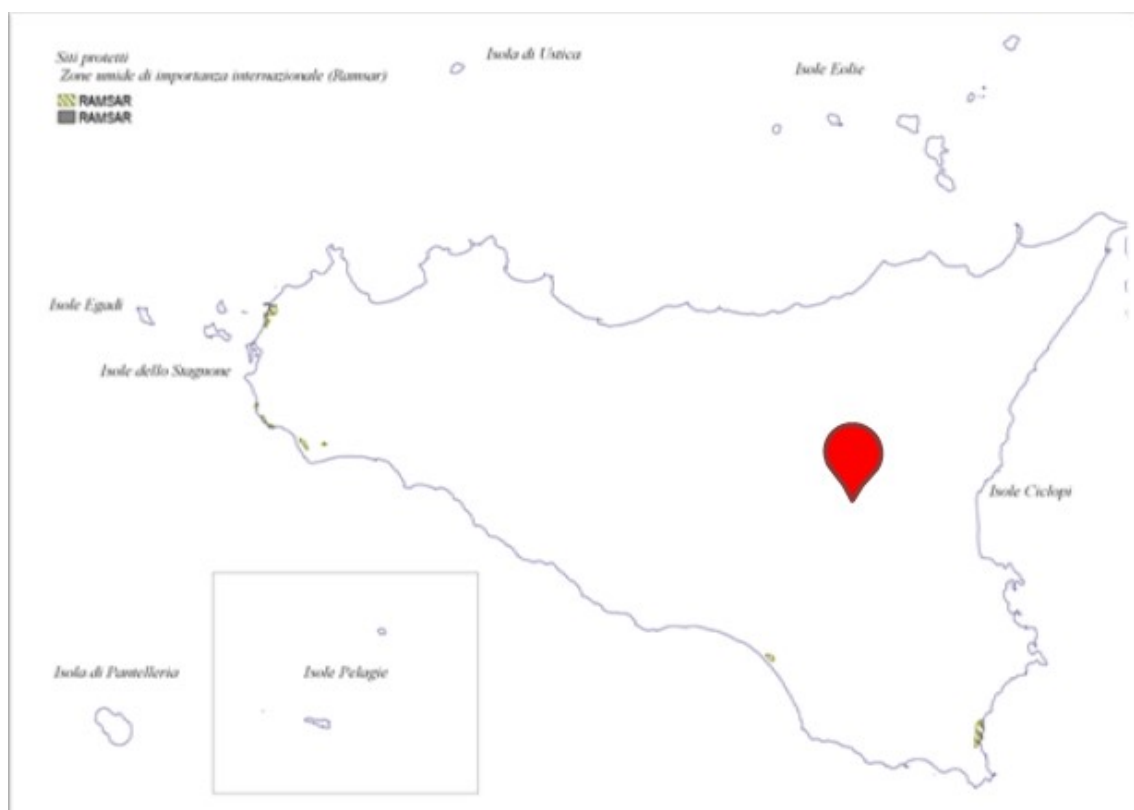 Siti protetti
Zone umide di importanza internazionale (Ramsar)
RAMSAR
RAMSAR
Isola di Ustica
Isole Eolie
Isole Egadi
Isole dello Stagnone
Isole Ciclopi
Isola di Pantelleria
Isole Pelagie